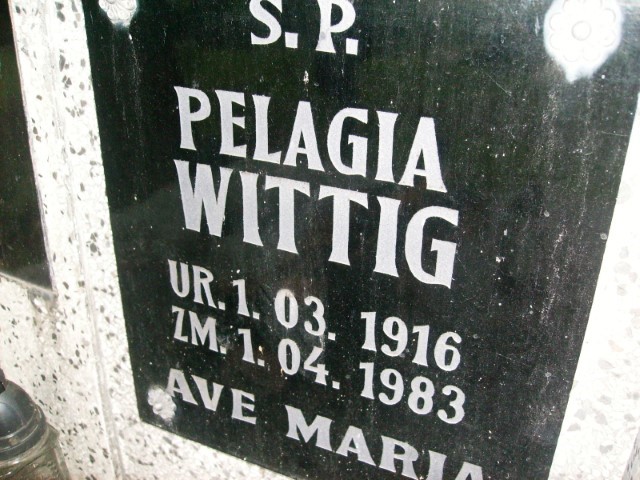 S.P.
PELAGIA
WITTIG
UR. 1. 03. 1916
ZM. 1. 04. 1983
AVE MARIA